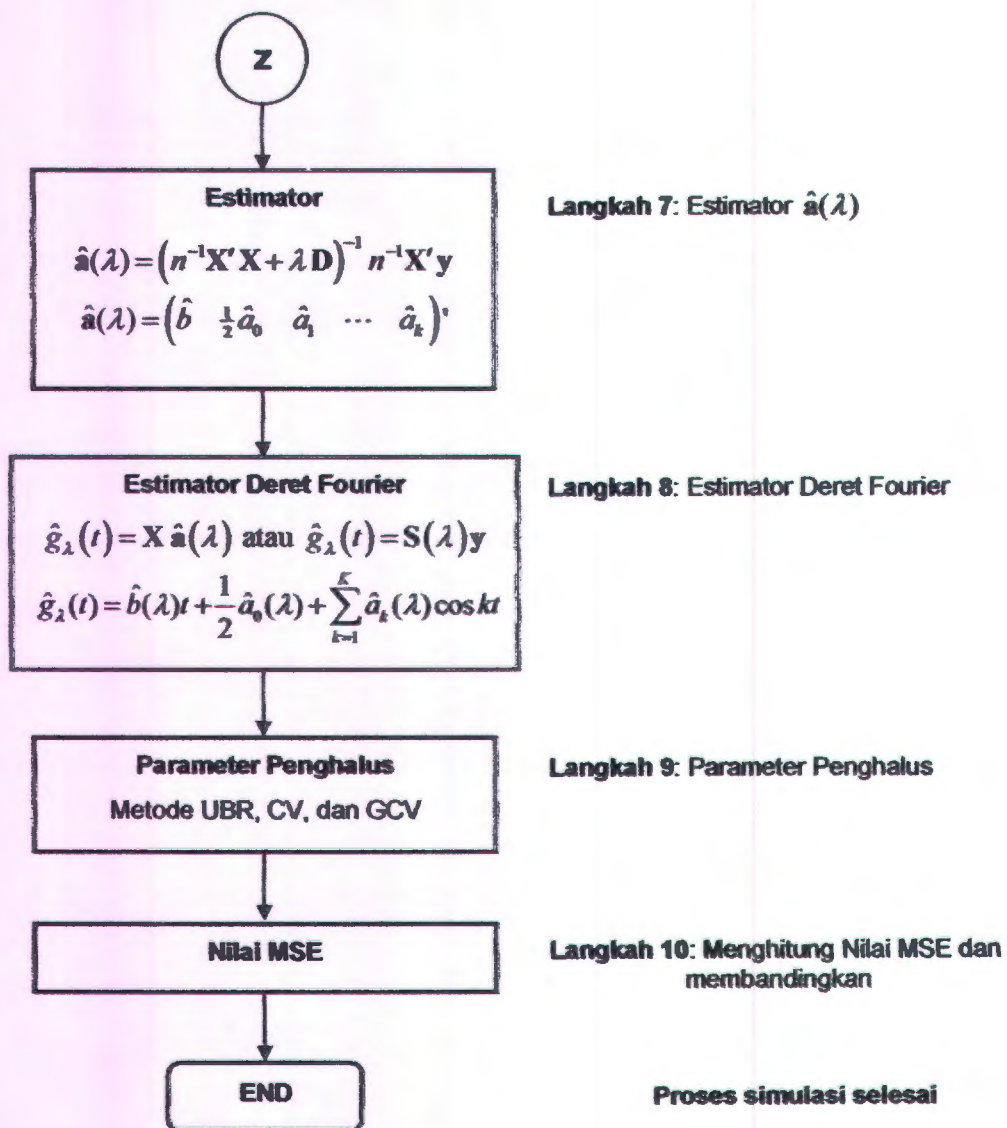 z
Estimator
Langkah 7: Estimator â(λ)
â(λ) = (n⁻¹X'X + λD)⁻¹ n⁻¹X'y
â(λ) = (b̂ ½â₀ â₁ ⋯ âₖ)'
Estimator Deret Fourier
Langkah 8: Estimator Deret Fourier
ĝ_λ(t) = X â(λ) atau ĝ_λ(t) = S(λ)y
ĝ_λ(t) = b̂(λ)t + 1/2 â₀(λ) + ∑_{k=1}^{K} âₖ(λ) cos kt
Parameter Penghalus
Langkah 9: Parameter Penghalus
Metode UBR, CV, dan GCV
Nilai MSE
Langkah 10: Menghitung Nilai MSE dan
membandingkan
END
Proses simulasi selesai